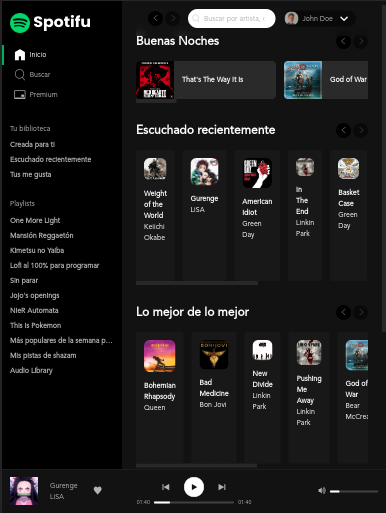 Spotifu
Inicio
Buscar
Premium
Tu biblioteca
Creada para ti
Escuchado recientemente
Tus me gusta
Playlists
One More Light
Mansión Reggaetón
Kimetsu no Yaiba
Lofi al 100% para programar
Sin parar
Jojo's openings
NieR Automata
This is Pokemon
Más populares de la semana p...
Mis pistas de shazam
Audio Library
Buscar por artista, c
John Doe
Buenas Noches
That's The Way It Is
God of War
Escuchado recientemente
Weight
of the
World
Keiichi
Okabe
Gurenge
LiSA
American
Idiot
Green
Day
In
The
End
Linkin
Park
Basket
Case
Green
Day
Lo mejor de lo mejor
Bohemian
Rhapsody
Queen
Bad
Medicine
Bon Jovi
New
Divide
Linkin
Park
Pushing
Me
Away
Linkin
Park
God of
War
Bear
McCrea
Gurenge
LiSA
01:40
01:40